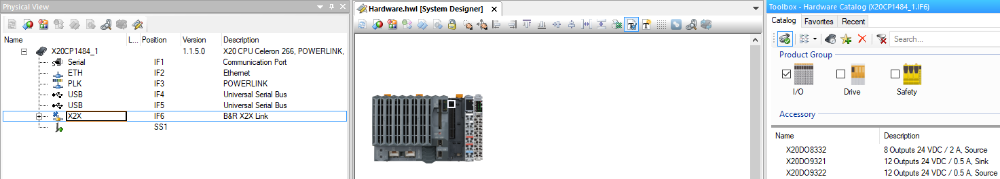 Physical View
Name L... Position Version Description
X20CP1484_1 1.1.5.0 X20 CPU Celeron 266, POWERLINK,
Serial IF1 Communication Port
ETH IF2 Ethernet
PLK IF3 POWERLINK
USB IF4 Universal Serial Bus
USB IF5 Universal Serial Bus
X2X IF6 B&R X2X Link
SS1
Hardware.hwl [System Designer]
Toolbox - Hardware Catalog (X20CP1484_1.IF6)
Catalog Favorites Recent
Search...
Product Group
I/O Drive Safety
Accessory
Name Description
X20DO8332 8 Outputs 24 VDC / 2 A, Source
X20DO9321 12 Outputs 24 VDC / 0.5 A, Sink
X20DO9322 12 Outputs 24 VDC / 0.5 A, Source